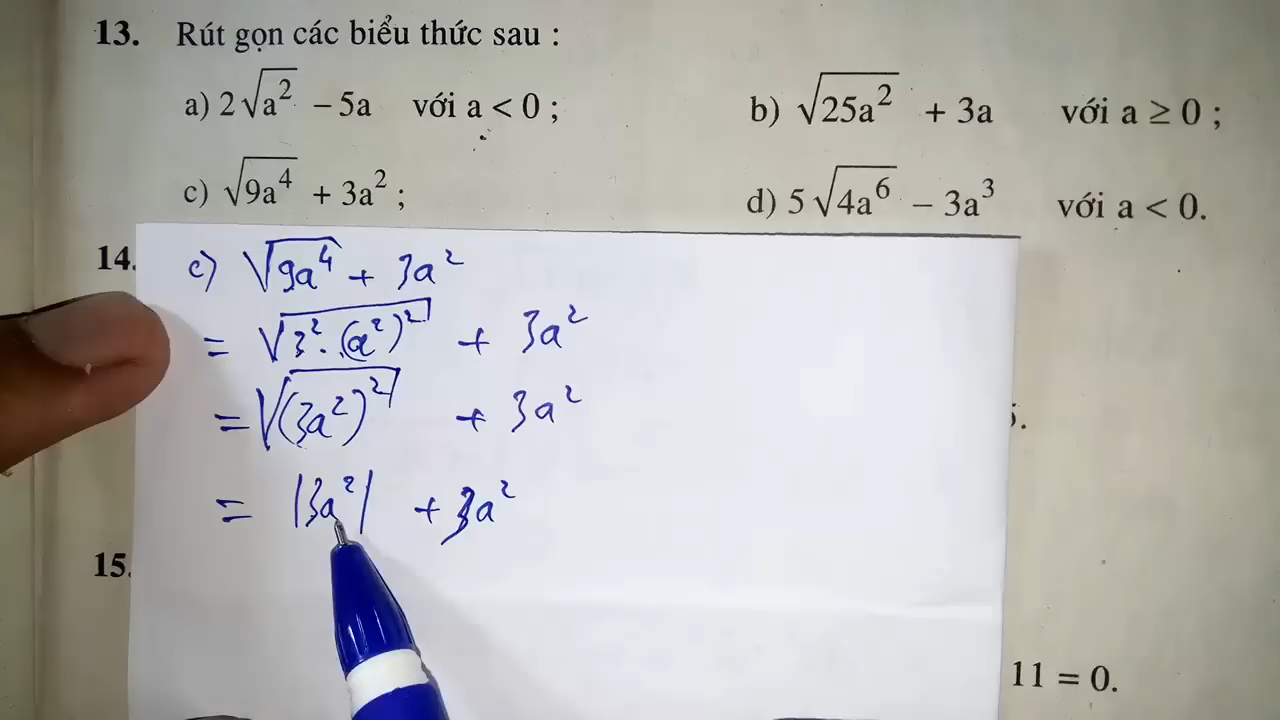 13. Rút gọn các biểu thức sau :
a) 2√a² – 5a với a < 0 ;
b) √25a² + 3a với a ≥ 0 ;
c) √9a⁴ + 3a² ;
d) 5√4a⁶ – 3a³ với a < 0.
14.
c) √9a⁴ + 3a²
= √3² · (a²)² + 3a²
= √(3a²)² + 3a²
= |3a²| + 3a²
15.
11 = 0.